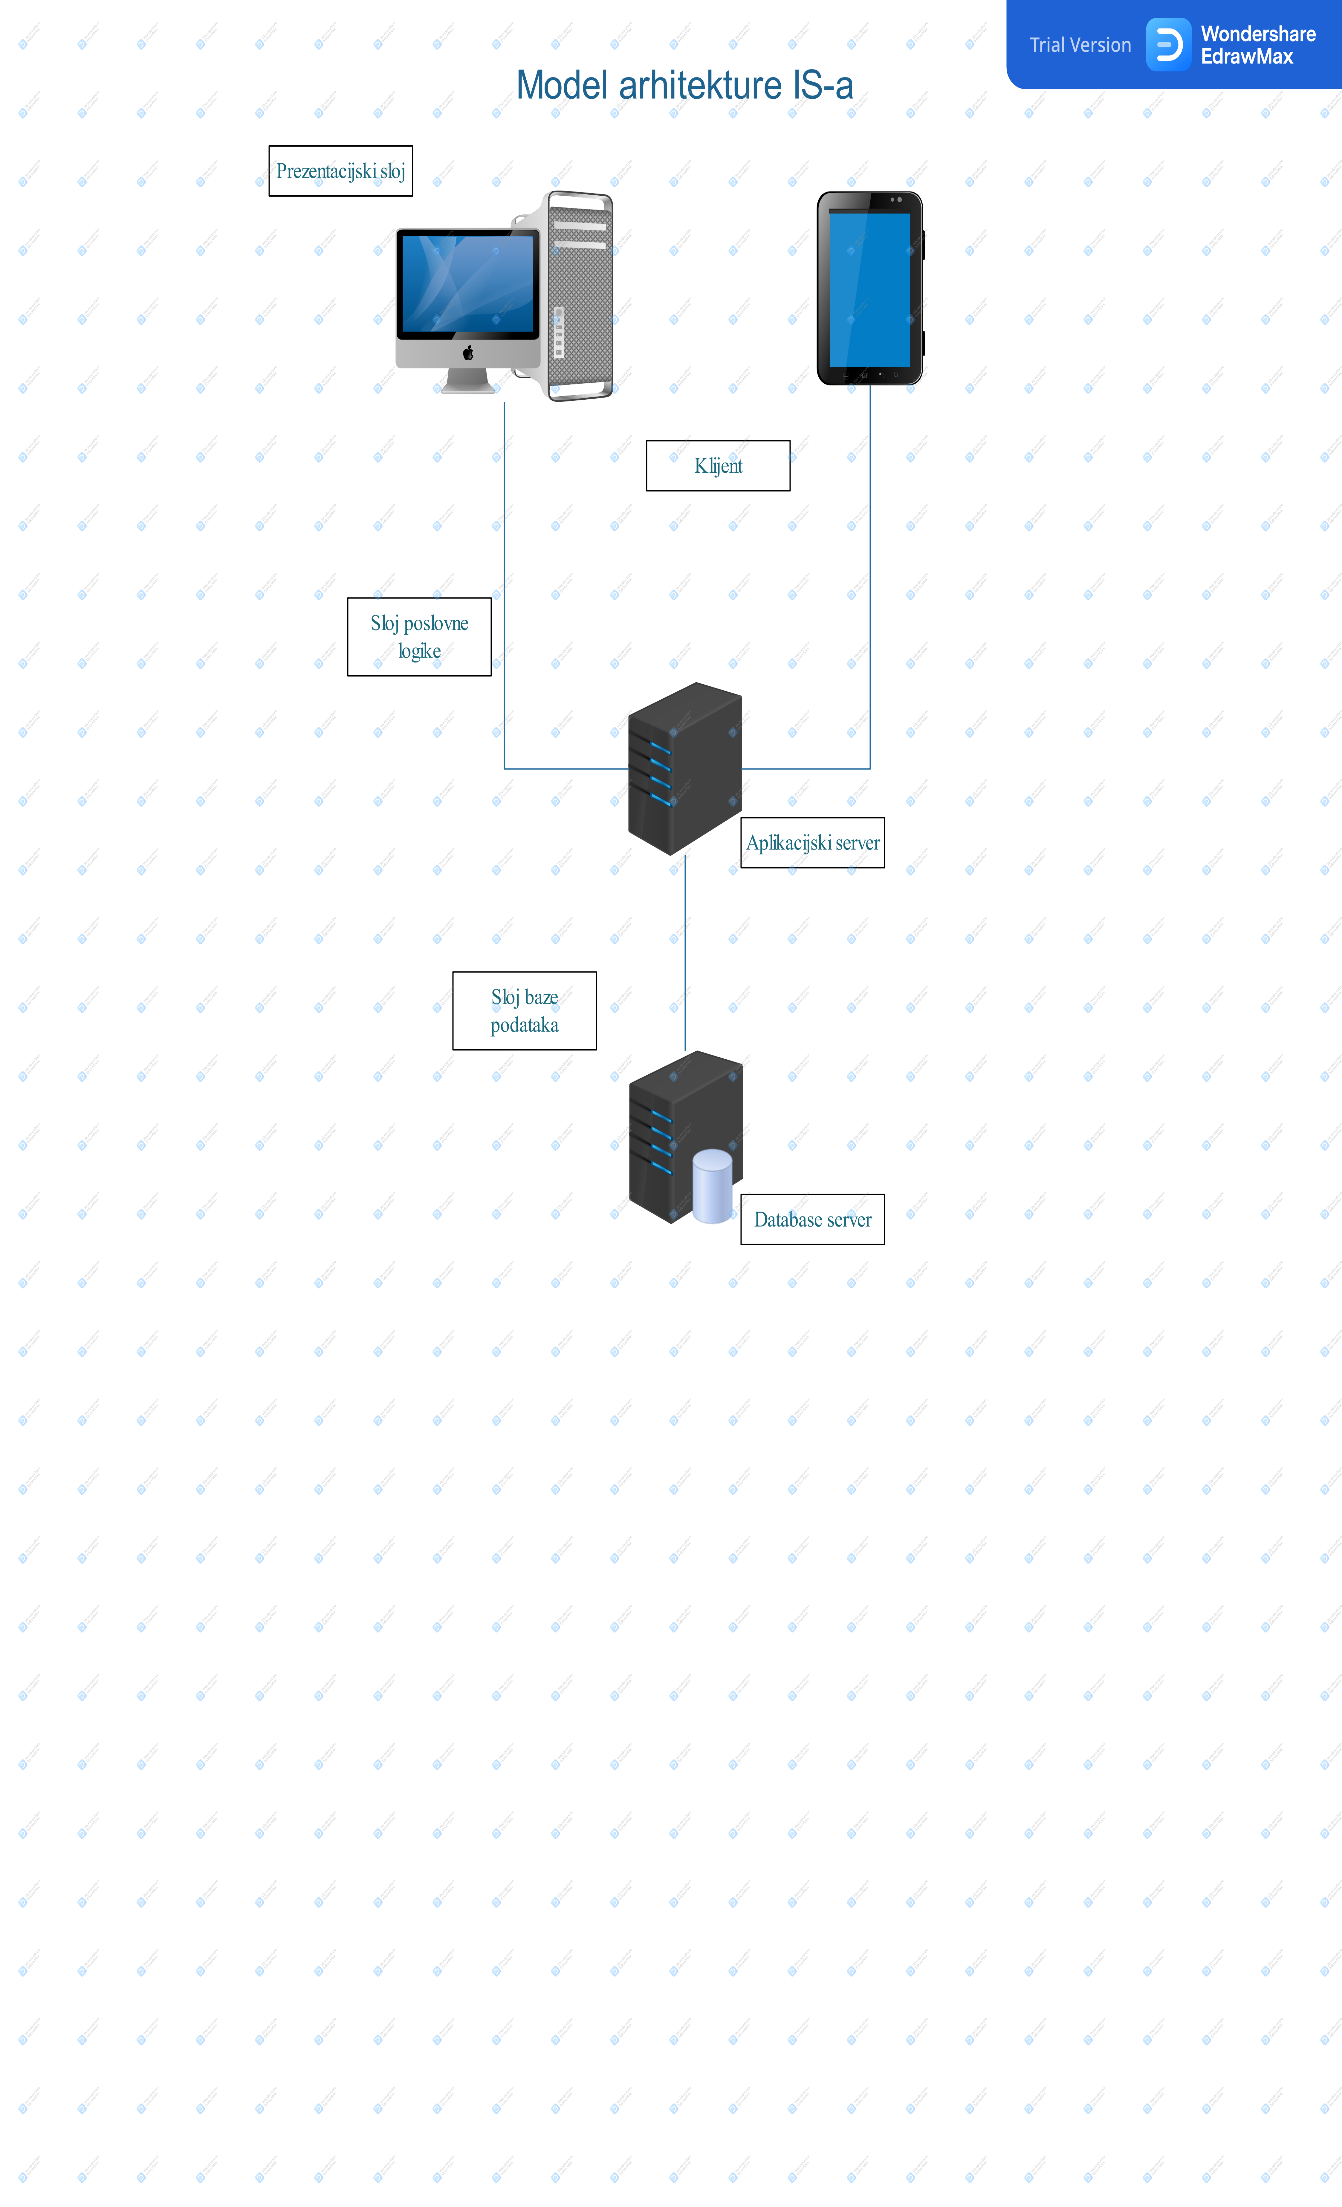 Trial Version
Wondershare
EdrawMax
Model arhitekture IS-a
Prezentacijski sloj
Klijent
Sloj poslovne
logike
Aplikacijski server
Sloj baze
podataka
Database server